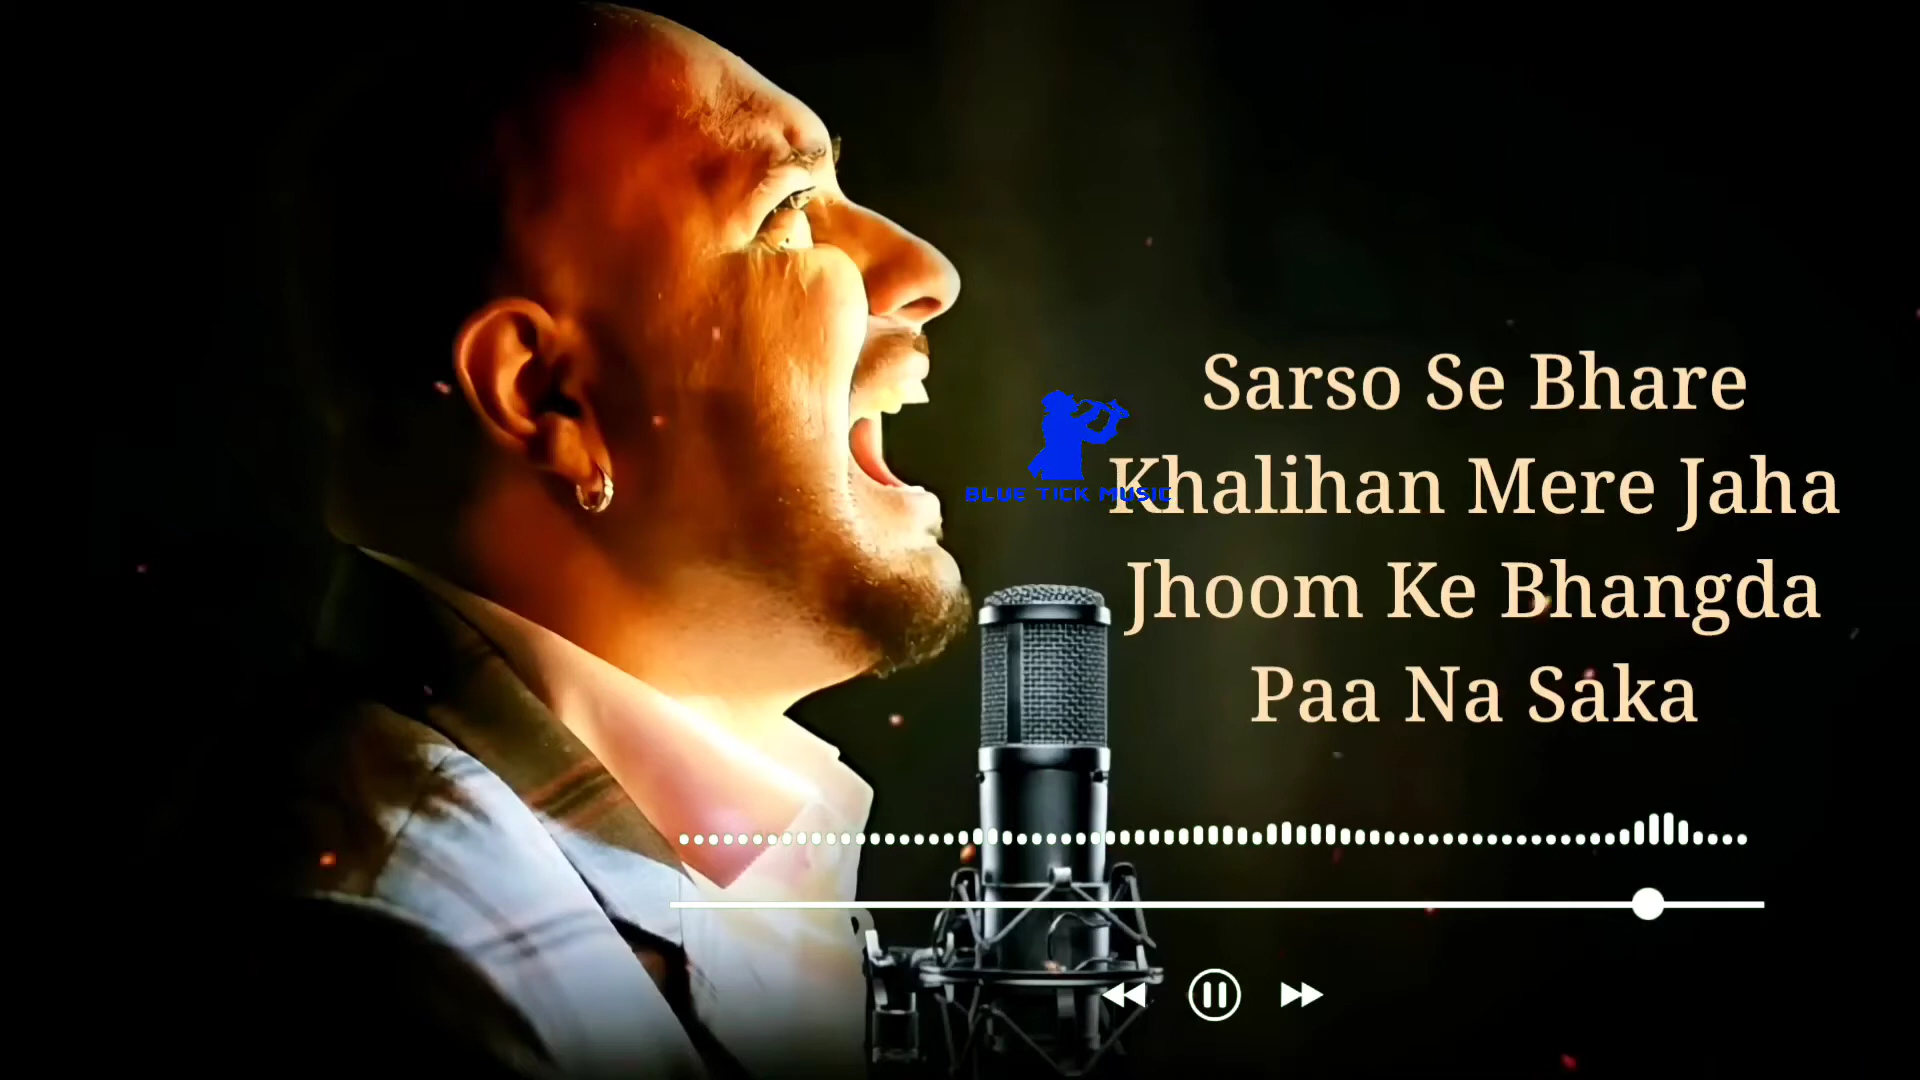 Sarso Se Bhare
Khalihan Mere Jaha
Jhoom Ke Bhangda
Paa Na Saka
BLUE TICK MUSIC